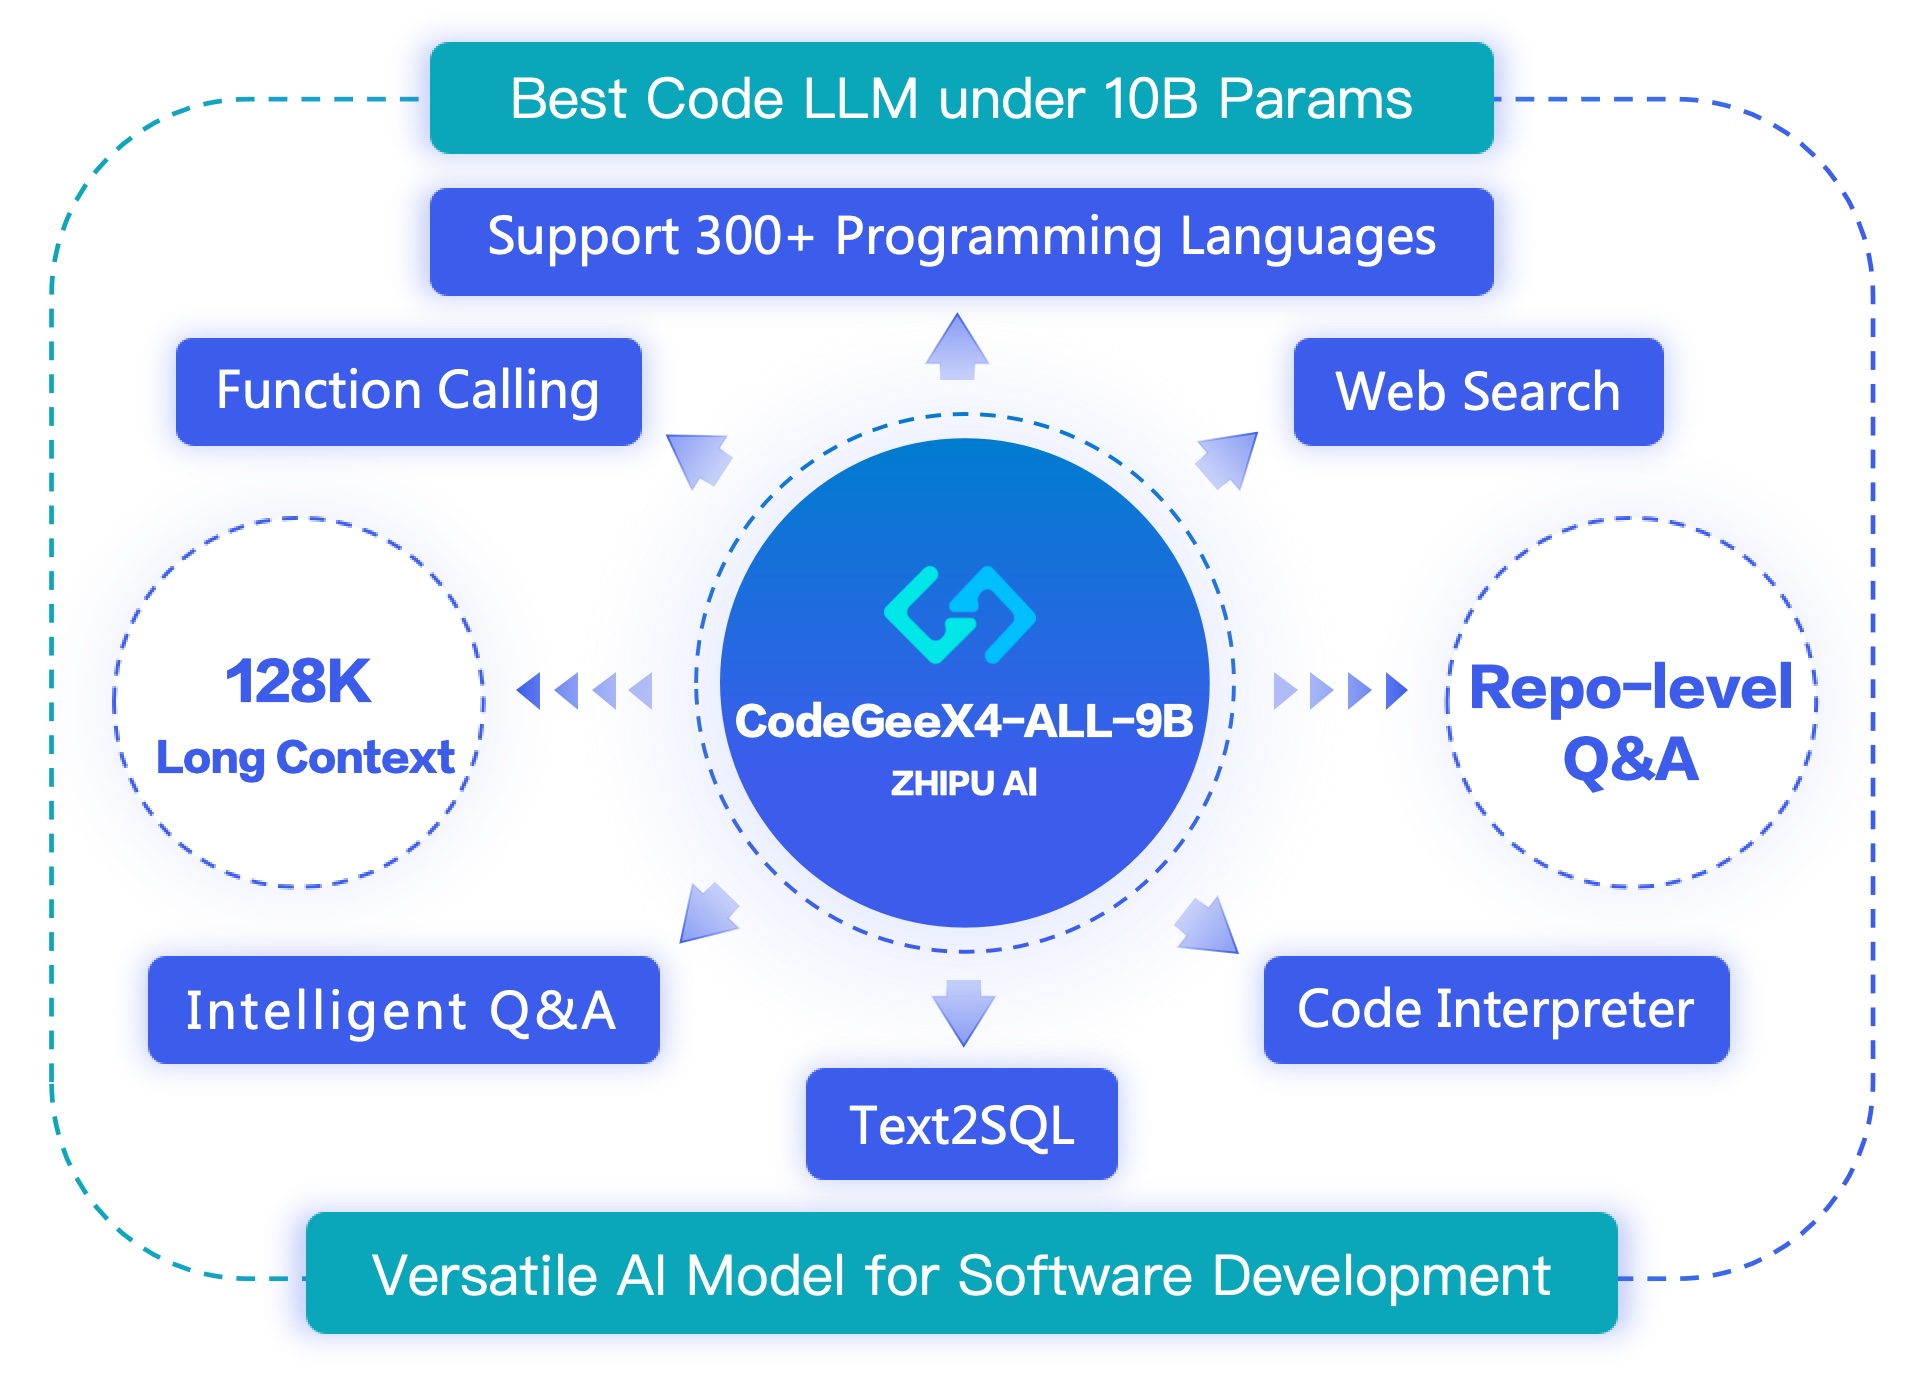 Best Code LLM under 10B Params
Support 300+ Programming Languages
Function Calling
Web Search
128K
Long Context
CodeGeeX4-ALL-9B
ZHIPU AI
Repo-level
Q&A
Intelligent Q&A
Code Interpreter
Text2SQL
Versatile AI Model for Software Development